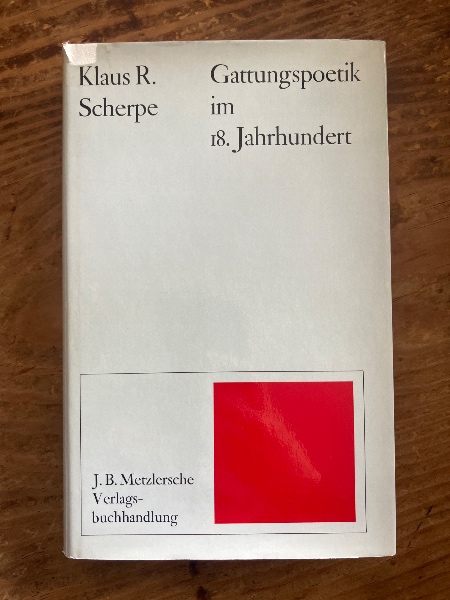 Klaus R.
Scherpe
Gattungspoetik
im
18. Jahrhundert
J. B. Metzlersche
Verlags-
buchhandlung